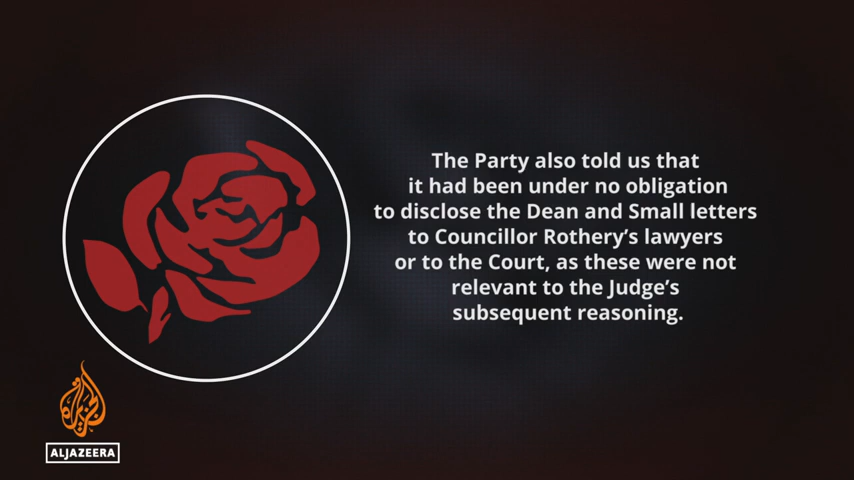 The Party also told us that
it had been under no obligation
to disclose the Dean and Small letters
to Councillor Rothery's lawyers
or to the Court, as these were not
relevant to the Judge's
subsequent reasoning.
ALJAZEERA